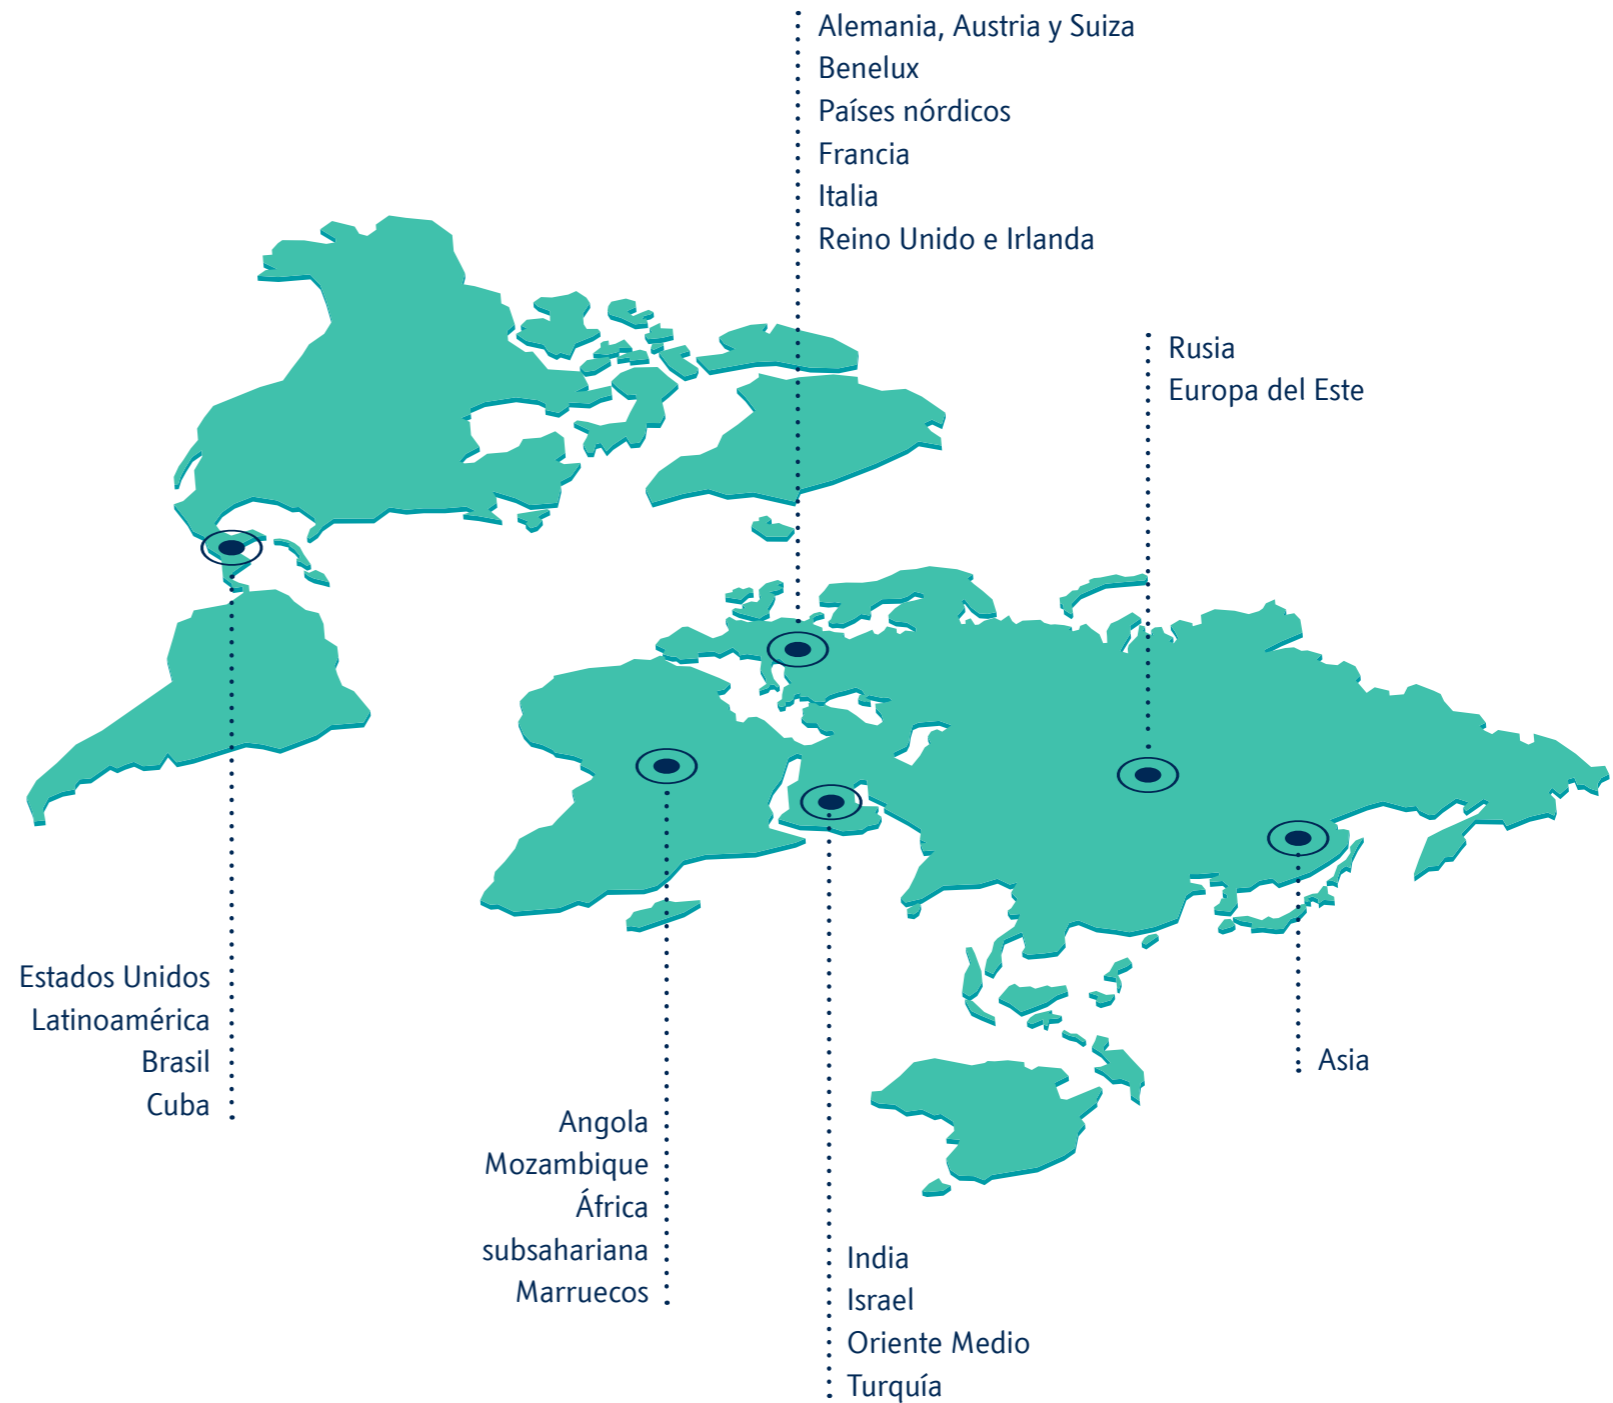 Alemania, Austria y Suiza
Benelux
Países nórdicos
Francia
Italia
Reino Unido e Irlanda
Rusia
Europa del Este
Estados Unidos
Latinoamérica
Brasil
Cuba
Angola
Mozambique
África
subsahariana
Marruecos
India
Israel
Oriente Medio
Turquía
Asia